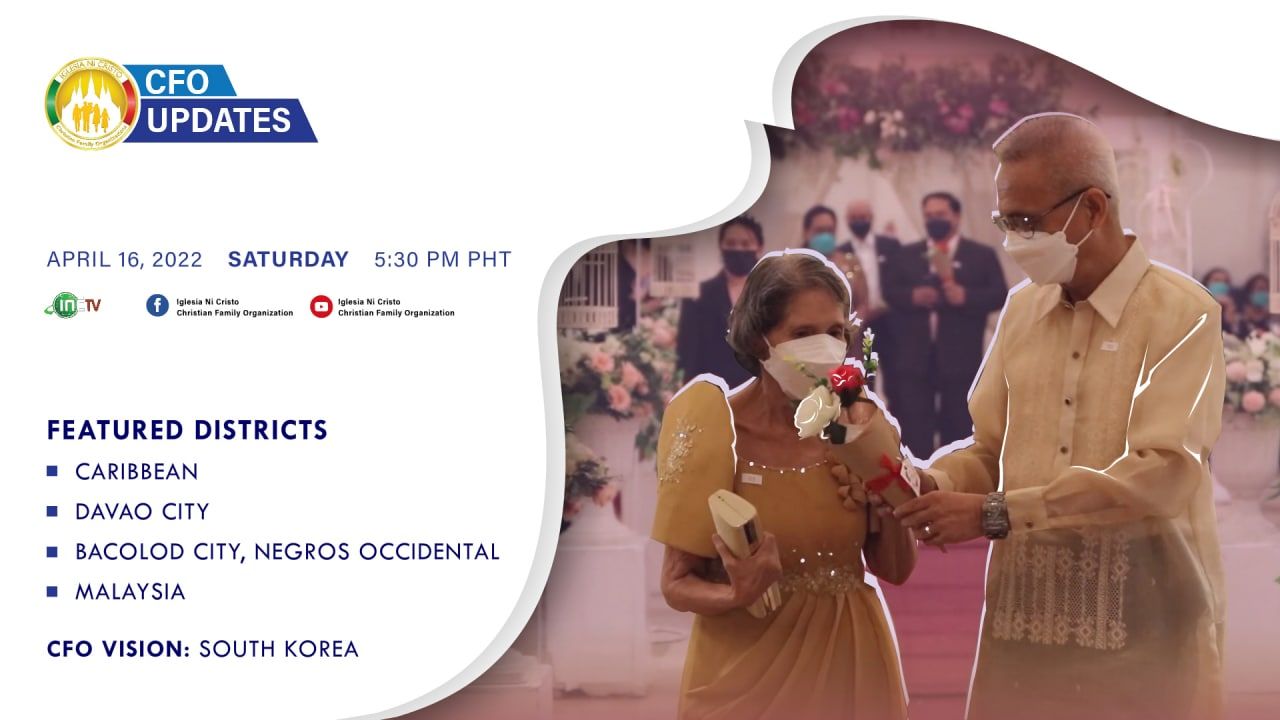 IGLESIA NI CRISTO
Christian Family Organizations
CFO
UPDATES
APRIL 16, 2022 SATURDAY 5:30 PM PHT
INCTV
Iglesia Ni Cristo
Christian Family Organization
Iglesia Ni Cristo
Christian Family Organization
FEATURED DISTRICTS
CARIBBEAN
DAVAO CITY
BACOLOD CITY, NEGROS OCCIDENTAL
MALAYSIA
CFO VISION: SOUTH KOREA